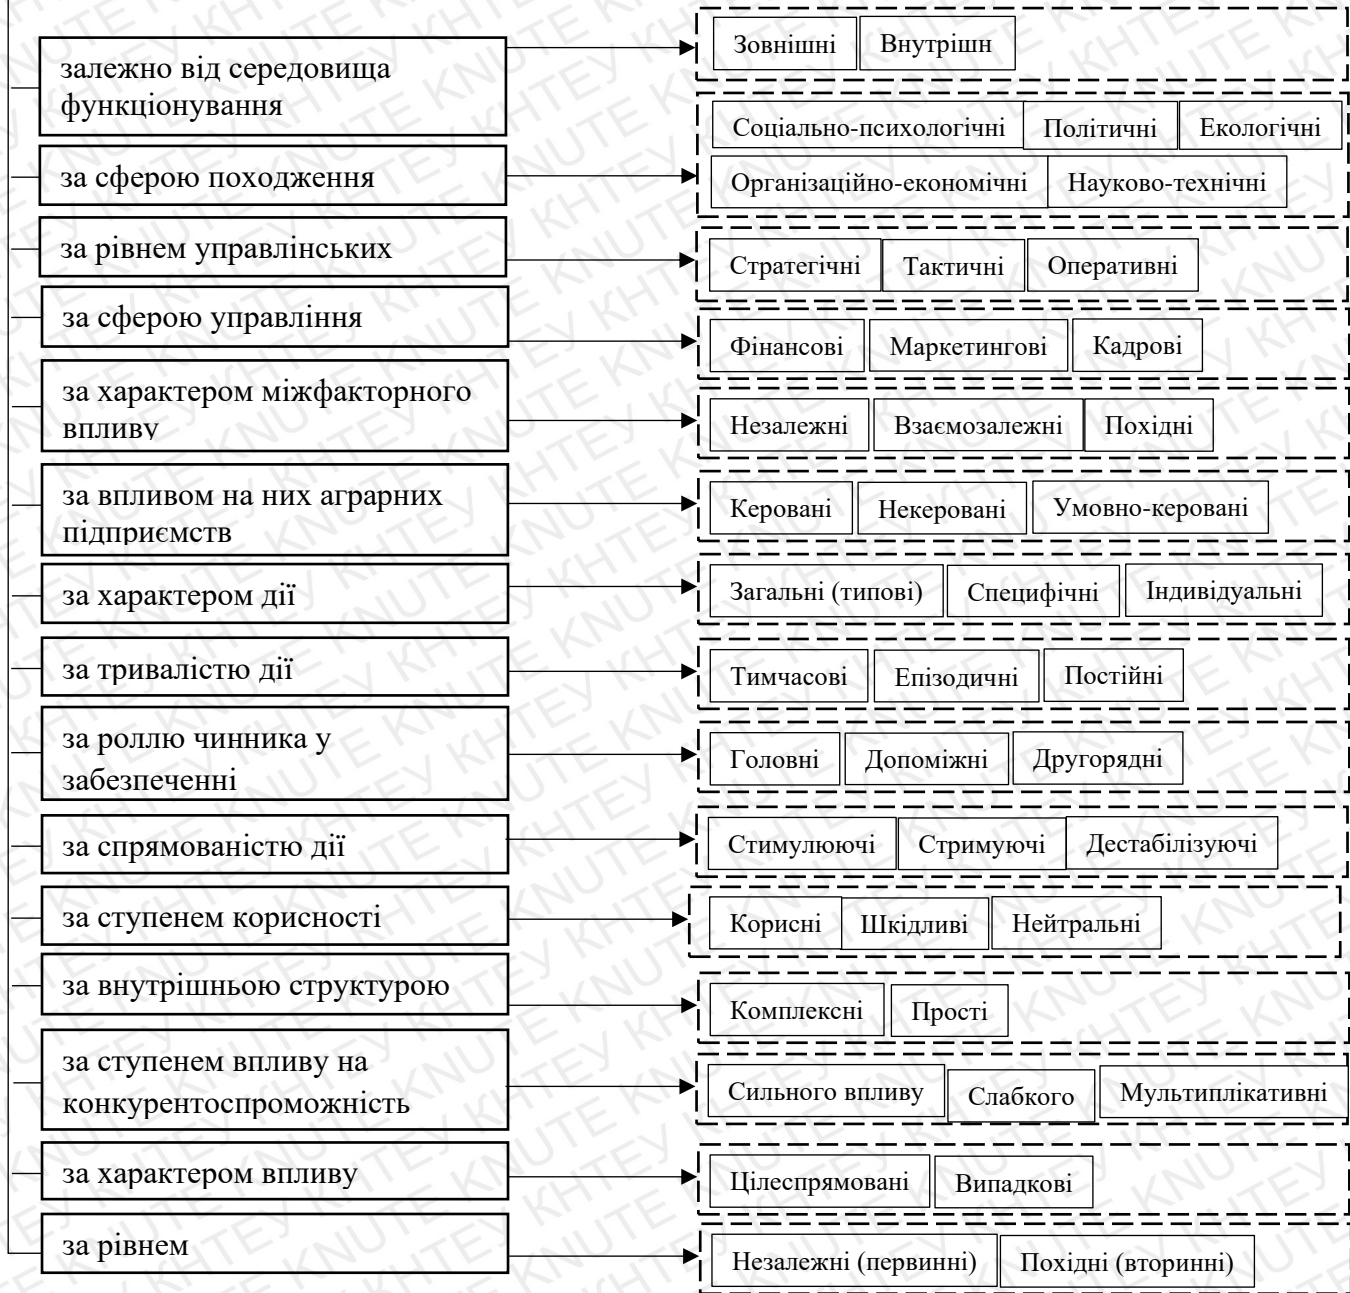 залежно від середовища
функціонування
Зовнішні Внутрішн
за сферою походження
Соціально-психологічні Політичні Екологічні
Організаційно-економічні Науково-технічні
за рівнем управлінських
Стратегічні Тактичні Оперативні
за сферою управління
Фінансові Маркетингові Кадрові
за характером міжфакторного
впливу
Незалежні Взаємозалежні Похідні
за впливом на них аграрних
підприємств
Керовані Некеровані Умовно-керовані
за характером дії
Загальні (типові) Специфічні Індивідуальні
за тривалістю дії
Тимчасові Епізодичні Постійні
за роллю чинника у
забезпеченні
Головні Допоміжні Другорядні
за спрямованістю дії
Стимулюючі Стримуючі Дестабілізуючі
за ступенем корисності
Корисні Шкідливі Нейтральні
за внутрішньою структурою
Комплексні Прості
за ступенем впливу на
конкурентоспроможність
Сильного впливу Слабкого Мультиплікативні
за характером впливу
Цілеспрямовані Випадкові
за рівнем
Незалежні (первинні) Похідні (вторинні)